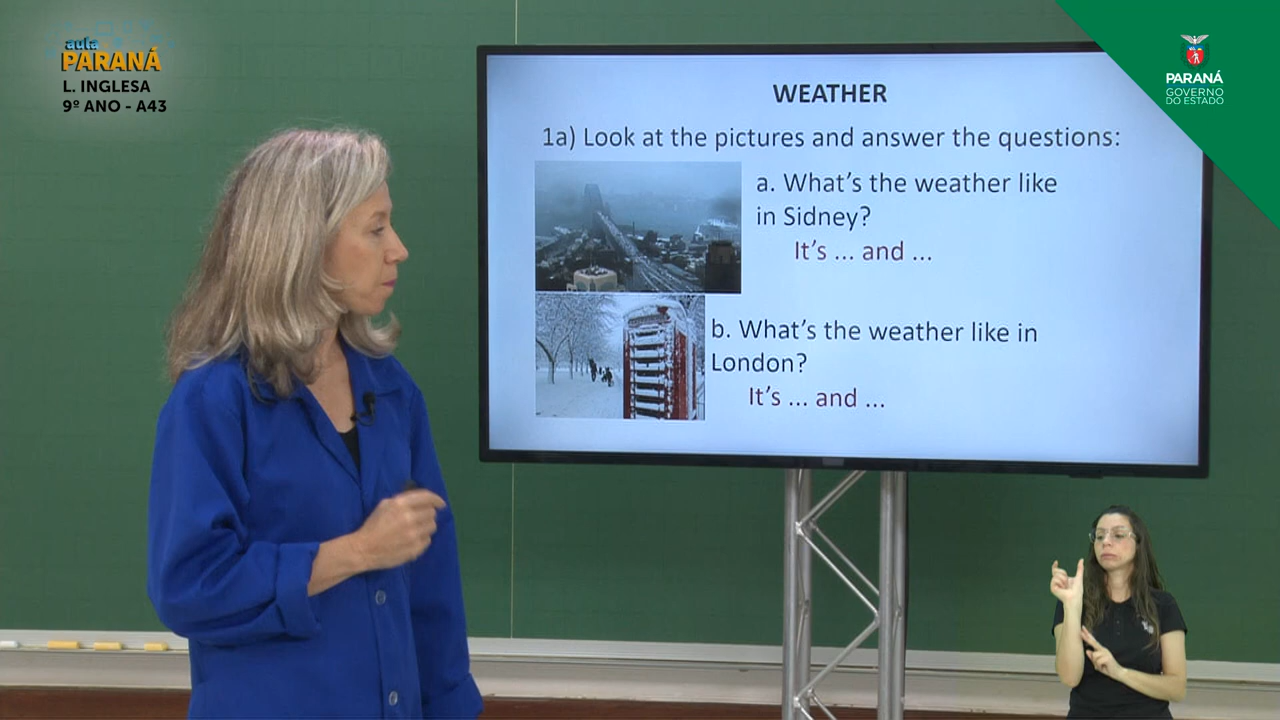 aula
PARANÁ
L. INGLESA
9º ANO - A43
WEATHER
1a) Look at the pictures and answer the questions:
a. What's the weather like
in Sidney?
It's ... and ...
b. What's the weather like in
London?
It's ... and ...
PARANÁ
GOVERNO
DO ESTADO